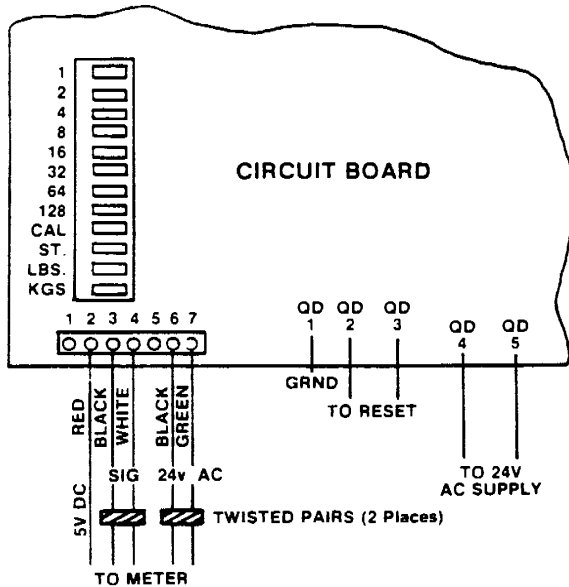 1
2
4
8
16
32
64
128
CAL
ST.
LBS.
KGS
CIRCUIT BOARD
1 2 3 4 5 6 7
QD 1
QD 2
QD 3
QD 4
QD 5
GRND
TO RESET
TO 24V
AC SUPPLY
RED
BLACK
WHITE
BLACK
GREEN
5V DC
SIG
24v AC
TWISTED PAIRS (2 Places)
TO METER